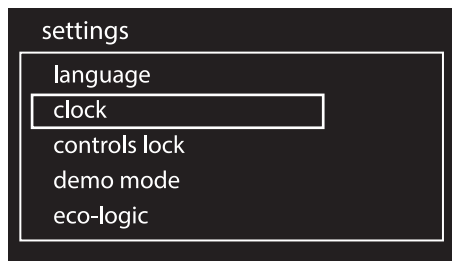 settings
language
clock
controls lock
demo mode
eco-logic